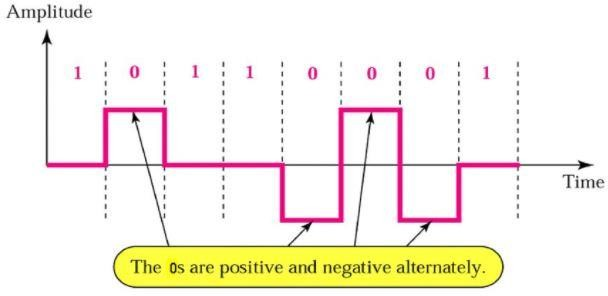 Amplitude
1 0 1 1 0 0 0 1
Time
The 0s are positive and negative alternately.